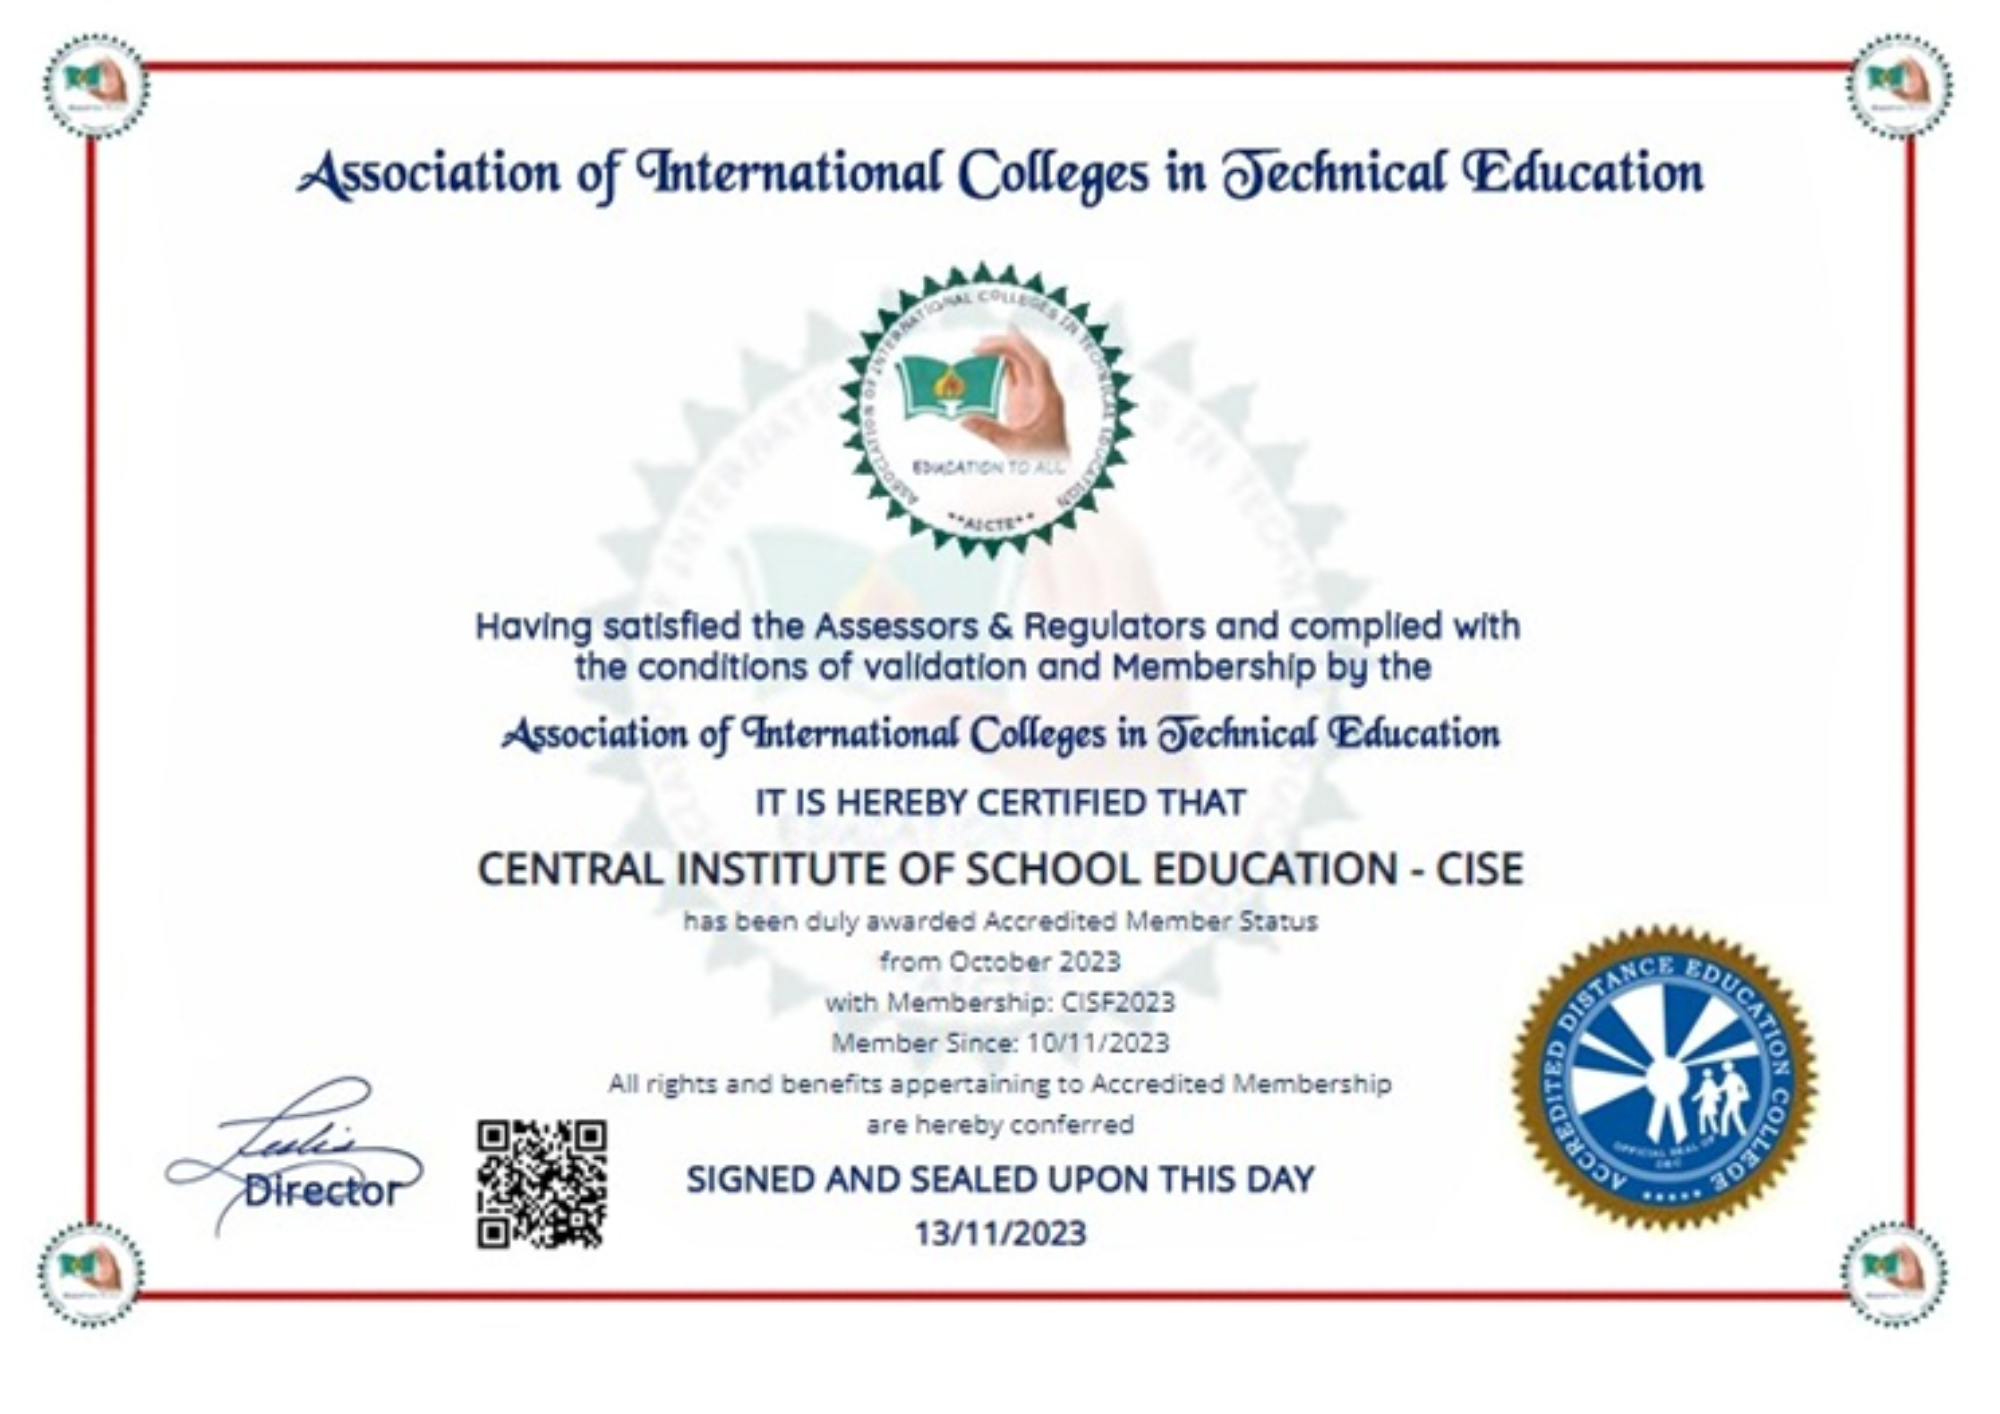 Association of International Colleges in Technical Education
ASSOCIATION OF INTERNATIONAL COLLEGES IN TECHNICAL EDUCATION
EDUCATION TO ALL
**AICTE**
Having satisfied the Assessors & Regulators and complied with
the conditions of validation and Membership by the
Association of International Colleges in Technical Education
IT IS HEREBY CERTIFIED THAT
CENTRAL INSTITUTE OF SCHOOL EDUCATION - CISE
has been duly awarded Accredited Member Status
from October 2023
with Membership: CISF2023
Member Since: 10/11/2023
All rights and benefits appertaining to Accredited Membership
are hereby conferred
SIGNED AND SEALED UPON THIS DAY
13/11/2023
Leslie
Director
ACCREDITED DISTANCE EDUCATION COLLEGE
OFFICIAL SEAL OF